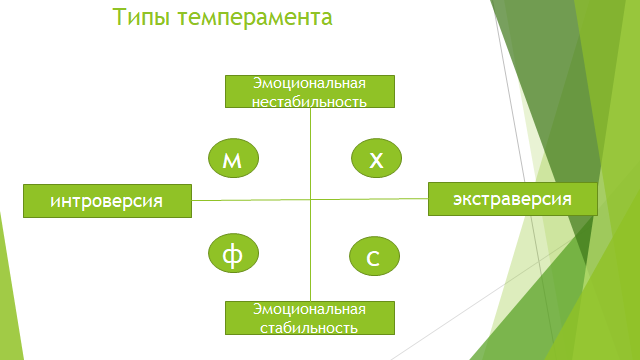 Типы темперамента
Эмоциональная
нестабильность
м
х
интроверсия
экстраверсия
ф
с
Эмоциональная
стабильность